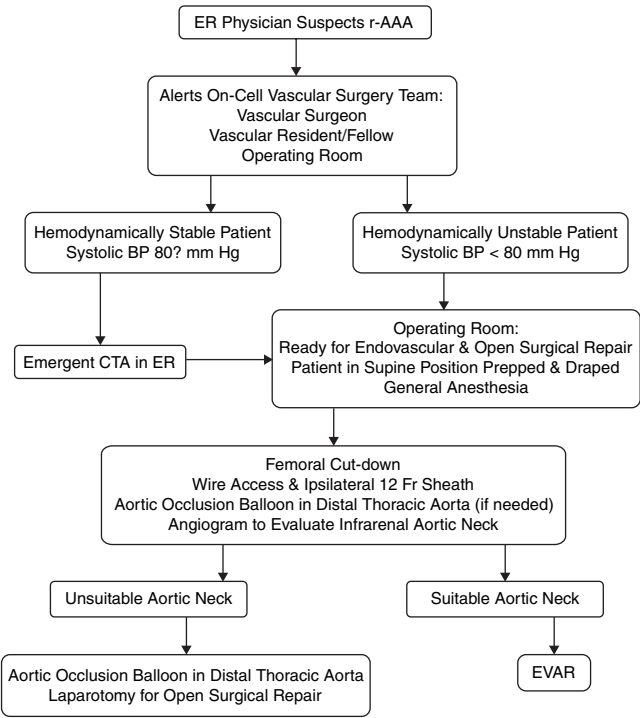 ER Physician Suspects r-AAA
Alerts On-Cell Vascular Surgery Team:
Vascular Surgeon
Vascular Resident/Fellow
Operating Room
Hemodynamically Stable Patient
Systolic BP 80? mm Hg
Hemodynamically Unstable Patient
Systolic BP < 80 mm Hg
Emergent CTA in ER
Operating Room:
Ready for Endovascular & Open Surgical Repair
Patient in Supine Position Prepped & Draped
General Anesthesia
Femoral Cut-down
Wire Access & Ipsilateral 12 Fr Sheath
Aortic Occlusion Balloon in Distal Thoracic Aorta (if needed)
Angiogram to Evaluate Infrarenal Aortic Neck
Unsuitable Aortic Neck
Suitable Aortic Neck
Aortic Occlusion Balloon in Distal Thoracic Aorta
Laparotomy for Open Surgical Repair
EVAR